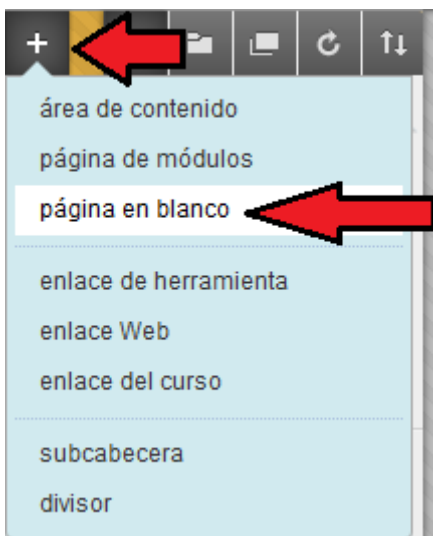 área de contenido
página de módulos
página en blanco
enlace de herramienta
enlace Web
enlace del curso
subcabecera
divisor